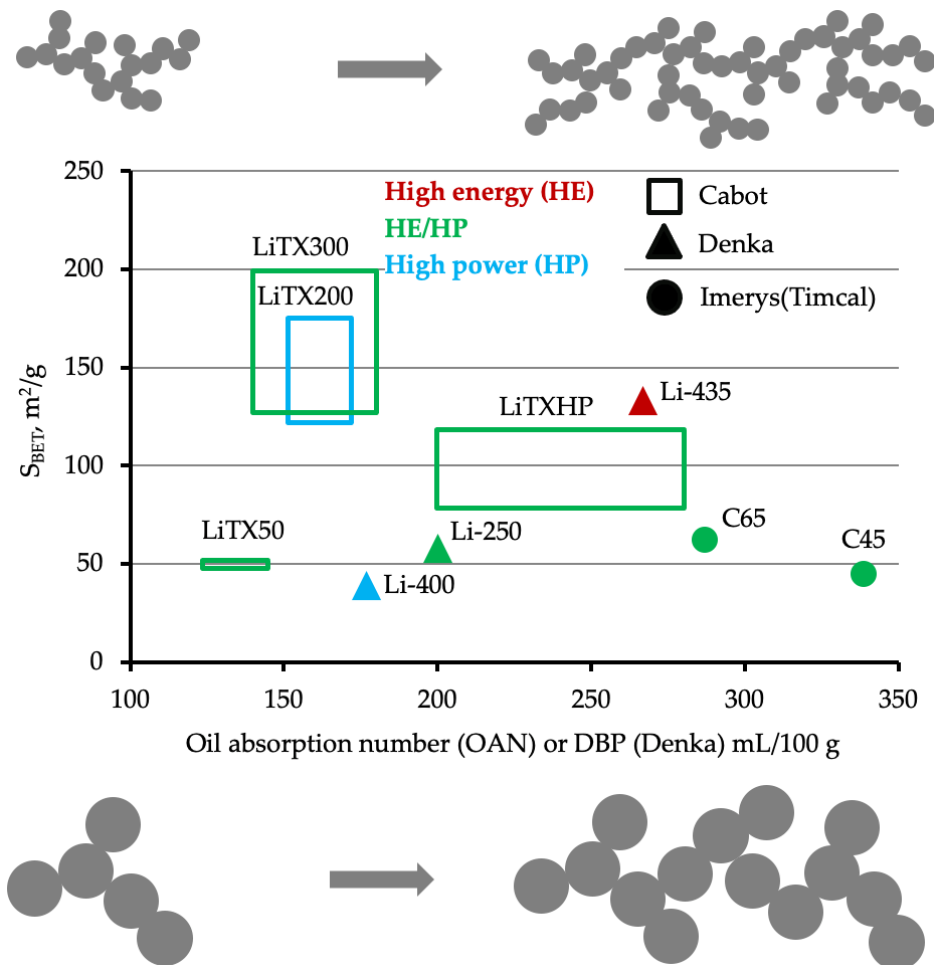 250
High energy (HE)
Cabot
HE/HP
Denka
LiTX300
High power (HP)
200
LiTX200
Imerys(Timcal)
150
Li-435
LiTXHP
100
LiTX50
Li-250
C65
C45
50
Li-400
0
S_BET, m²/g
100 150 200 250 300 350
Oil absorption number (OAN) or DBP (Denka) mL/100 g